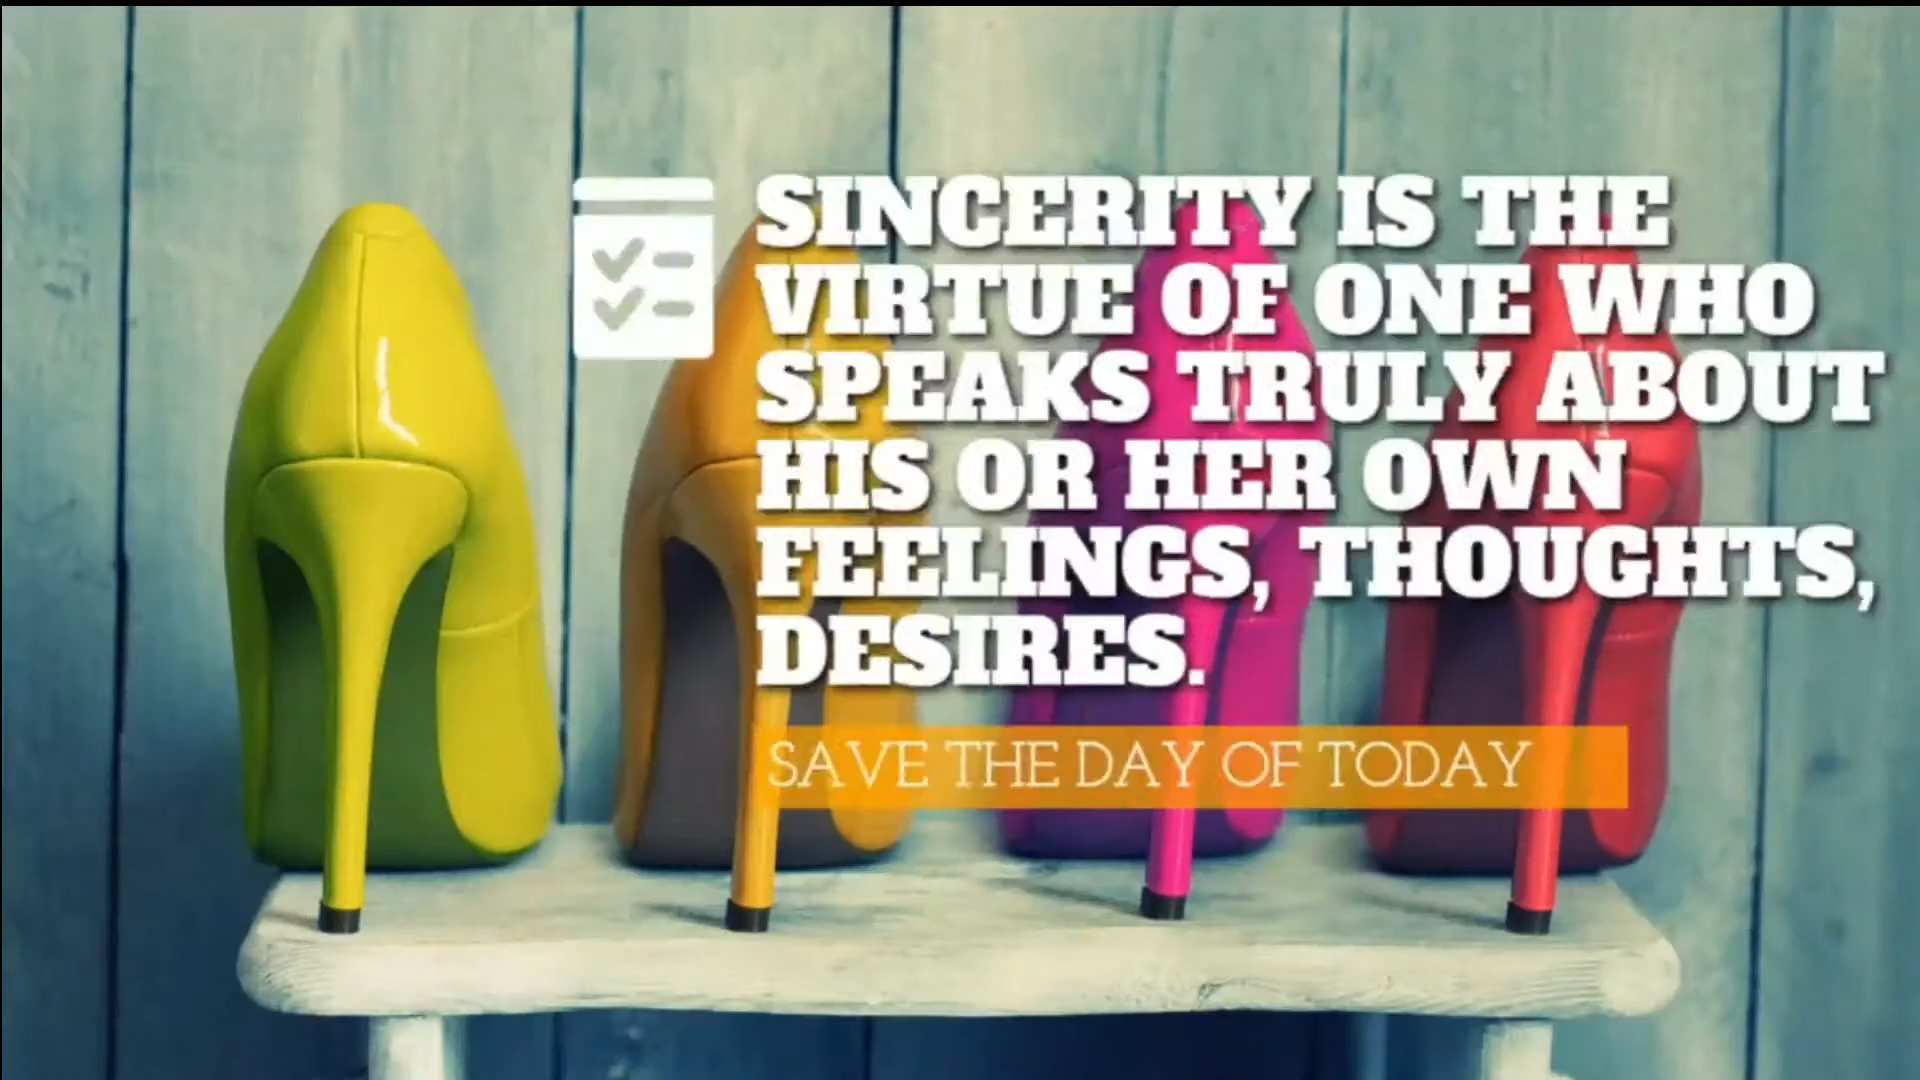 SINCERITY IS THE
VIRTUE OF ONE WHO
SPEAKS TRULY ABOUT
HIS OR HER OWN
FEELINGS, THOUGHTS,
DESIRES.
SAVE THE DAY OF TODAY